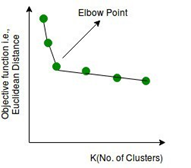 Elbow Point
Objective function i.e.,
Euclidean Distance
K(No. of Clusters)